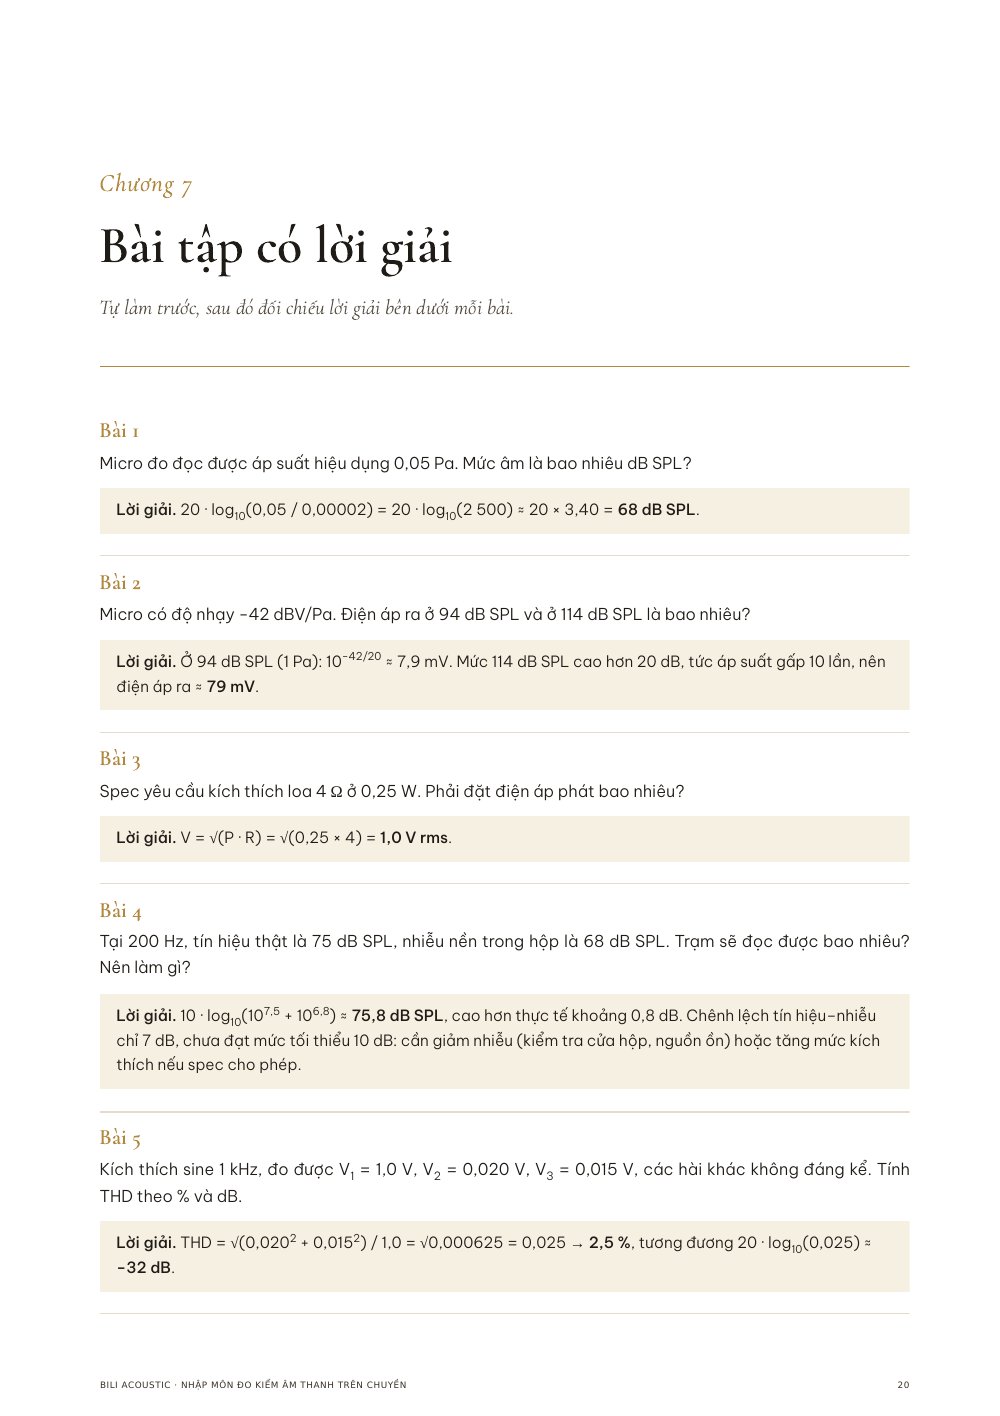 Chương 7
Bài tập có lời giải
Tự làm trước, sau đó đối chiếu lời giải bên dưới mỗi bài.
Bài 1
Micro đo đọc được áp suất hiệu dụng 0,05 Pa. Mức âm là bao nhiêu dB SPL?
Lời giải. 20 · log₁₀(0,05 / 0,00002) = 20 · log₁₀(2 500) ≈ 20 × 3,40 = 68 dB SPL.
Bài 2
Micro có độ nhạy −42 dBV/Pa. Điện áp ra ở 94 dB SPL và ở 114 dB SPL là bao nhiêu?
Lời giải. Ở 94 dB SPL (1 Pa): 10⁻⁴²ᐟ²⁰ ≈ 7,9 mV. Mức 114 dB SPL cao hơn 20 dB, tức áp suất gấp 10 lần, nên
điện áp ra ≈ 79 mV.
Bài 3
Spec yêu cầu kích thích loa 4 Ω ở 0,25 W. Phải đặt điện áp phát bao nhiêu?
Lời giải. V = √(P · R) = √(0,25 × 4) = 1,0 V rms.
Bài 4
Tại 200 Hz, tín hiệu thật là 75 dB SPL, nhiễu nền trong hộp là 68 dB SPL. Trạm sẽ đọc được bao nhiêu?
Nên làm gì?
Lời giải. 10 · log₁₀(10^7,5 + 10^6,8) ≈ 75,8 dB SPL, cao hơn thực tế khoảng 0,8 dB. Chênh lệch tín hiệu–nhiễu
chỉ 7 dB, chưa đạt mức tối thiểu 10 dB: cần giảm nhiễu (kiểm tra cửa hộp, nguồn ồn) hoặc tăng mức kích
thích nếu spec cho phép.
Bài 5
Kích thích sine 1 kHz, đo được V₁ = 1,0 V, V₂ = 0,020 V, V₃ = 0,015 V, các hài khác không đáng kể. Tính
THD theo % và dB.
Lời giải. THD = √(0,020² + 0,015²) / 1,0 = √0,000625 = 0,025 → 2,5 %, tương đương 20 · log₁₀(0,025) ≈
−32 dB.
BILI ACOUSTIC · NHẬP MÔN ĐO KIỂM ÂM THANH TRÊN CHUYỀN
20